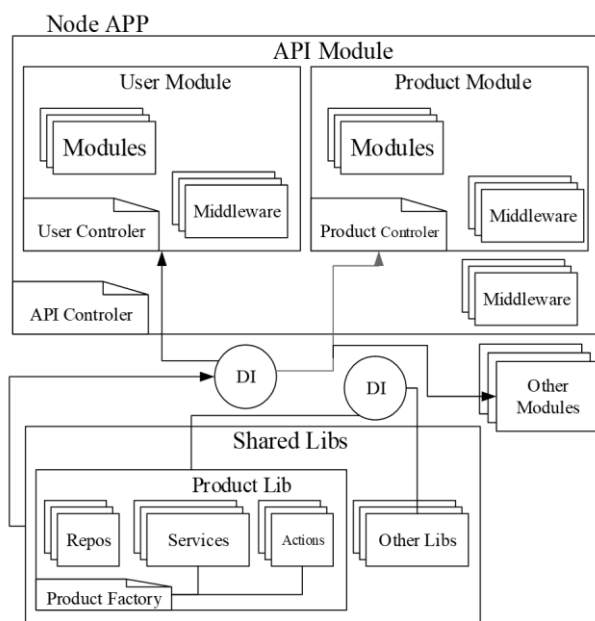 Node APP
API Module
User Module
Product Module
Modules
Modules
Middleware
Middleware
User Controler
Product Controler
Middleware
API Controler
DI
DI
Other
Modules
Shared Libs
Product Lib
Repos
Services
Actions
Other Libs
Product Factory